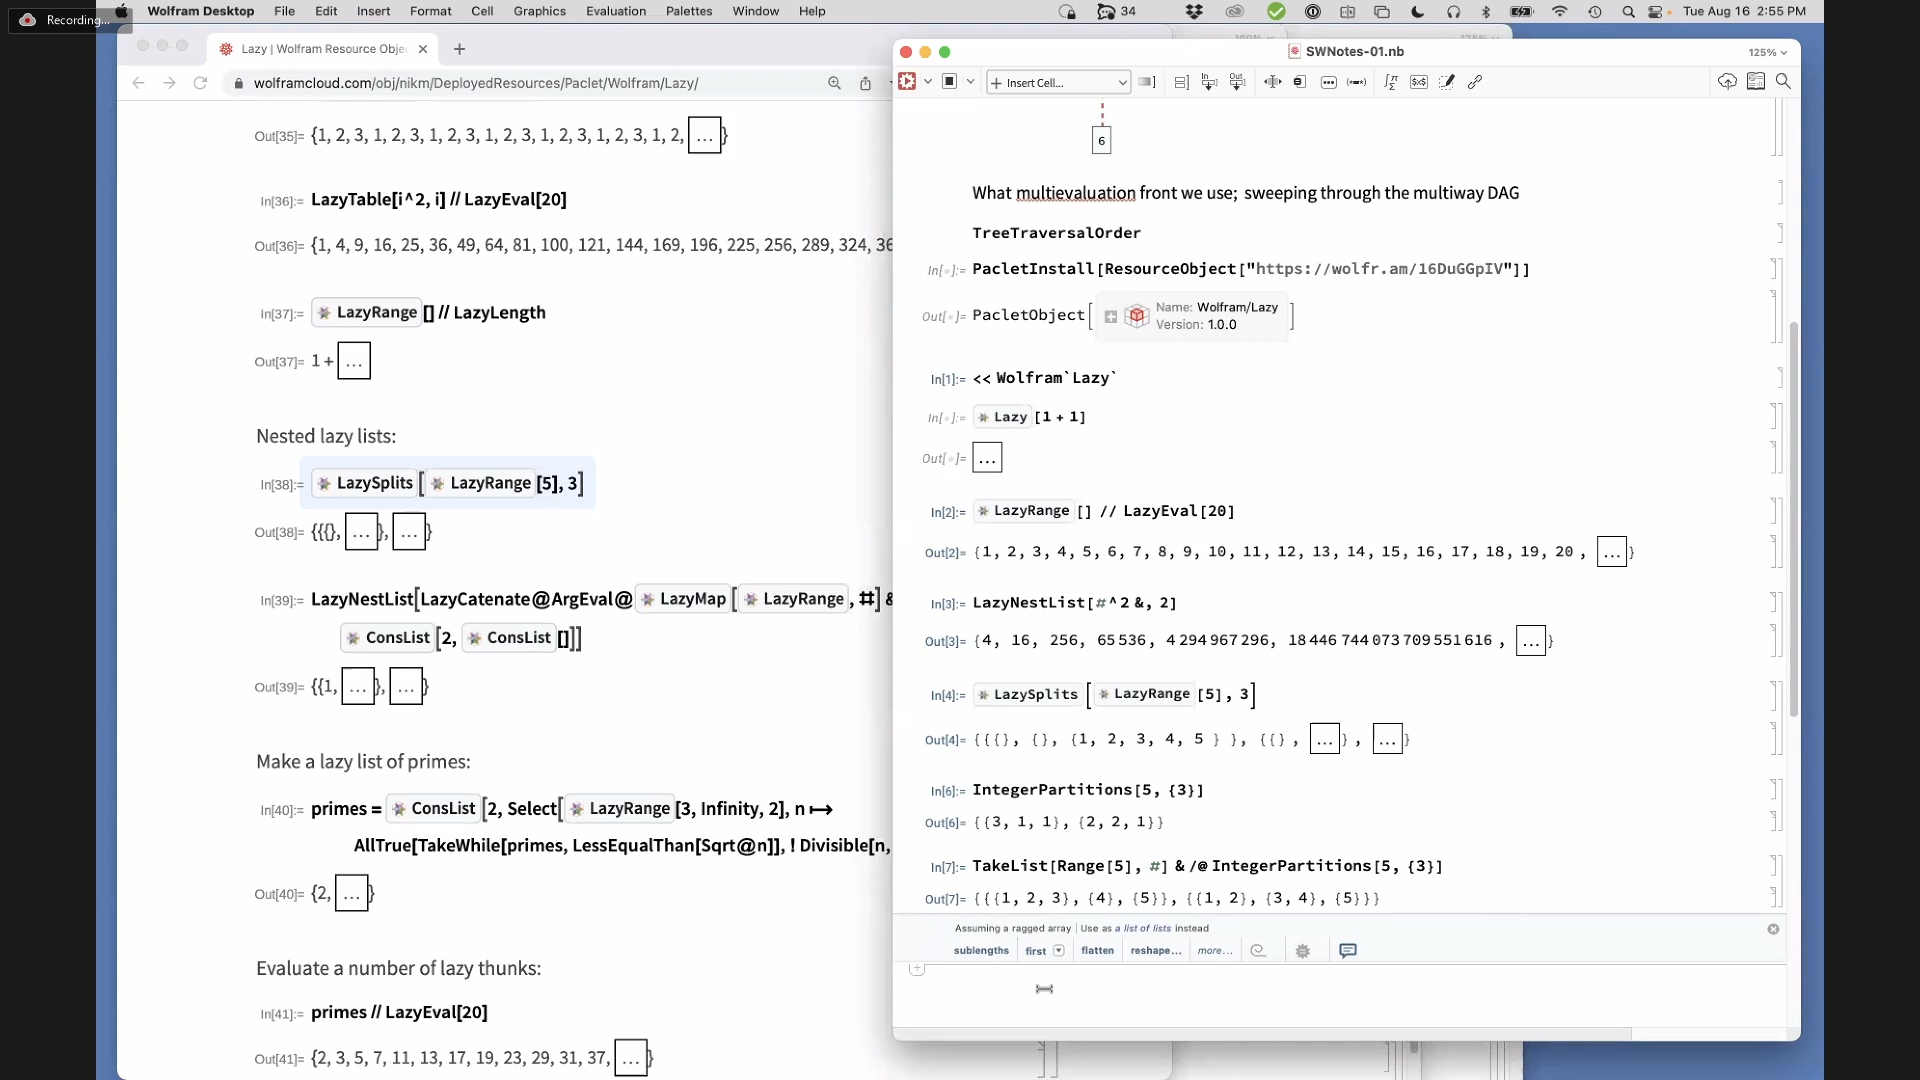 Recording...
Wolfram Desktop File Edit Insert Format Cell Graphics Evaluation Palettes Window Help 34 Tue Aug 16 2:55 PM
Lazy | Wolfram Resource Obje
wolframcloud.com/obj/nikm/DeployedResources/Paclet/Wolfram/Lazy/
Out[35]= {1, 2, 3, 1, 2, 3, 1, 2, 3, 1, 2, 3, 1, 2, 3, 1, 2, 3, 1, 2, ... }
In[36]:= LazyTable[i^2, i] // LazyEval[20]
Out[36]= {1, 4, 9, 16, 25, 36, 49, 64, 81, 100, 121, 144, 169, 196, 225, 256, 289, 324, 36
In[37]:= LazyRange [] // LazyLength
Out[37]= 1 + ...
Nested lazy lists:
In[38]:= LazySplits [ LazyRange [5], 3]
Out[38]= {{{}, ... }, ... }
In[39]:= LazyNestList[LazyCatenate@ArgEval@ LazyMap [ LazyRange , #] &
ConsList [2, ConsList []]]
Out[39]= {{1, ... }, ... }
Make a lazy list of primes:
In[40]:= primes = ConsList [2, Select[ LazyRange [3, Infinity, 2], n ↦
AllTrue[TakeWhile[primes, LessEqualThan[Sqrt@n]], ! Divisible[n,
Out[40]= {2, ... }
Evaluate a number of lazy thunks:
In[41]:= primes // LazyEval[20]
Out[41]= {2, 3, 5, 7, 11, 13, 17, 19, 23, 29, 31, 37, ... }
SWNotes-01.nb
125%
Insert Cell...
6
What multievaluation front we use; sweeping through the multiway DAG
TreeTraversalOrder
In[∘]:= PacletInstall[ResourceObject["https://wolfr.am/16DuGGpIV"]]
Out[∘]= PacletObject[ Name: Wolfram/Lazy
Version: 1.0.0 ]
In[1]:= << Wolfram`Lazy`
In[∘]:= Lazy [1 + 1]
Out[∘]= ...
In[2]:= LazyRange [] // LazyEval[20]
Out[2]= {1, 2, 3, 4, 5, 6, 7, 8, 9, 10, 11, 12, 13, 14, 15, 16, 17, 18, 19, 20 , ... }
In[3]:= LazyNestList[#^2 &, 2]
Out[3]= {4, 16, 256, 65 536, 4 294 967 296, 18 446 744 073 709 551 616 , ... }
In[4]:= LazySplits [ LazyRange [5], 3]
Out[4]= {{{}, {}, {1, 2, 3, 4, 5 } }, {{} , ... } , ... }
In[6]:= IntegerPartitions[5, {3}]
Out[6]= {{3, 1, 1}, {2, 2, 1}}
In[7]:= TakeList[Range[5], #] & /@ IntegerPartitions[5, {3}]
Out[7]= {{{1, 2, 3}, {4}, {5}}, {{1, 2}, {3, 4}, {5}}}
Assuming a ragged array | Use as a list of lists instead
sublengths first flatten reshape... more...